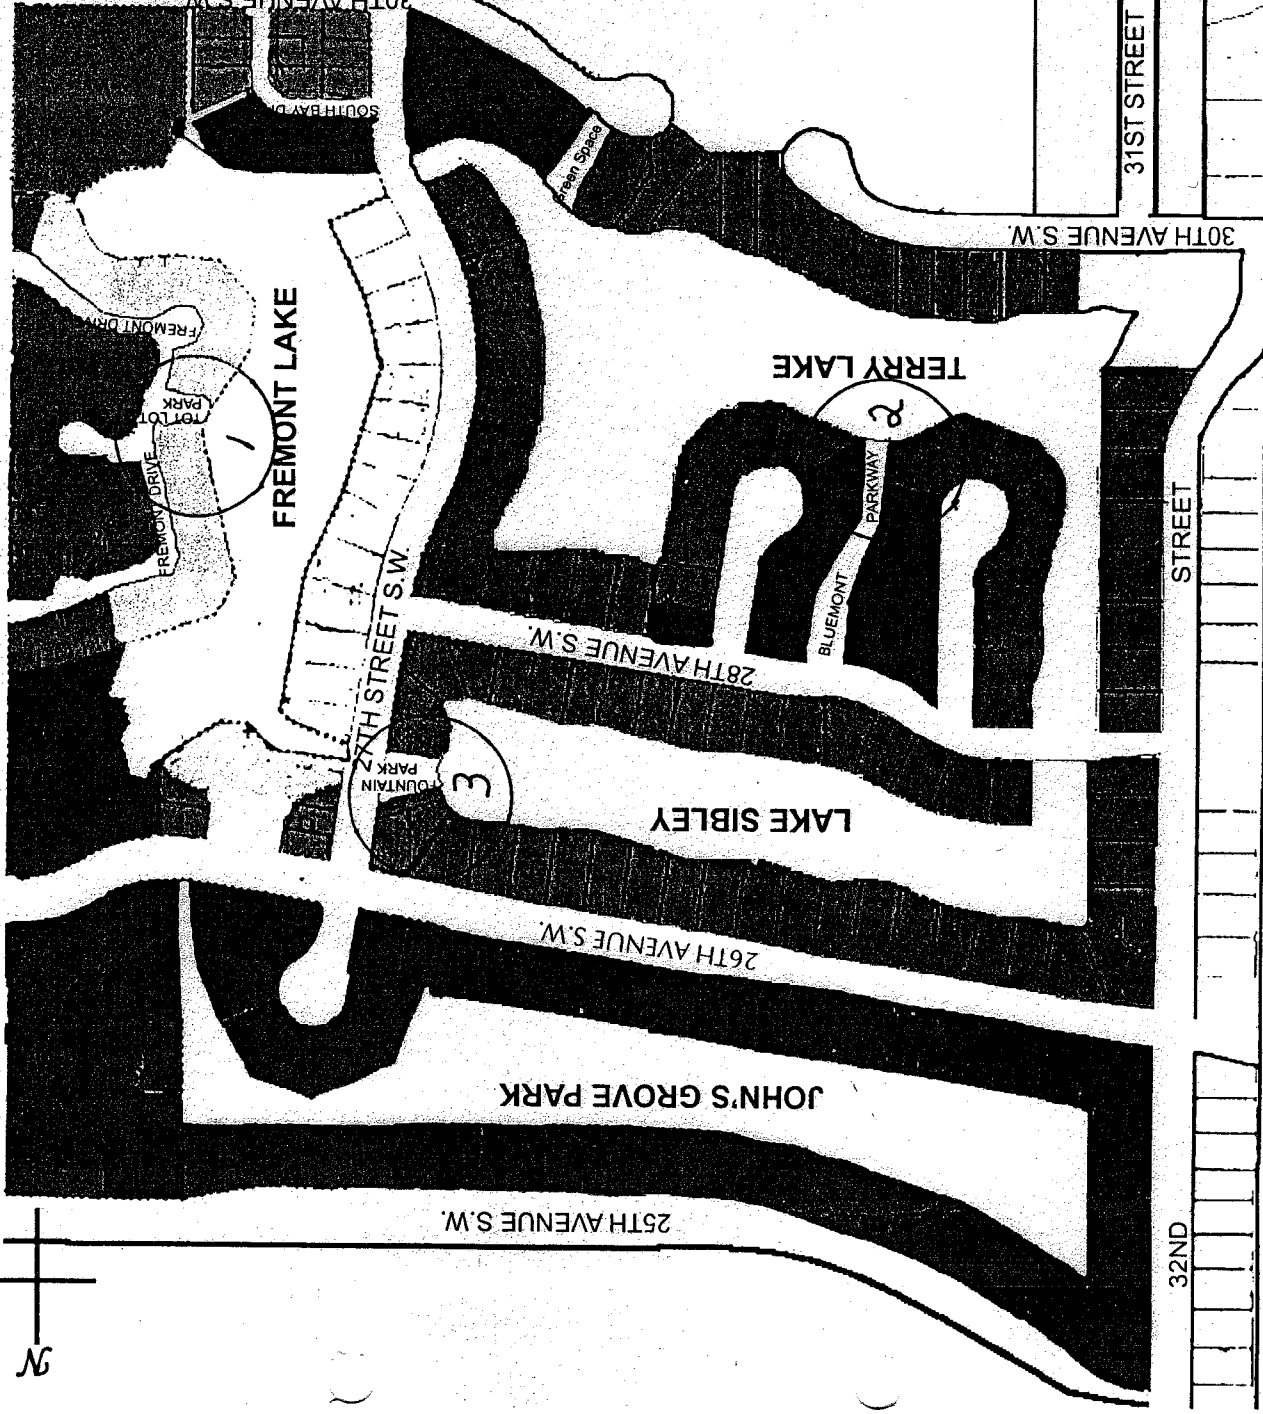 30TH AVENUE S.W.
SOUTH BAY
31ST STREET
Green Space
30TH AVENUE S.W.
FREMONT DRIVE
FREMONT LAKE
TERRY LAKE
TOT LOT
PARK
1
2
FREMONT DRIVE
PARKWAY
BLUEMONT
STREET
27TH STREET S.W.
28TH AVENUE S.W.
FOUNTAIN
PARK
3
LAKE SIBLEY
26TH AVENUE S.W.
JOHN'S GROVE PARK
25TH AVENUE S.W.
32ND
N